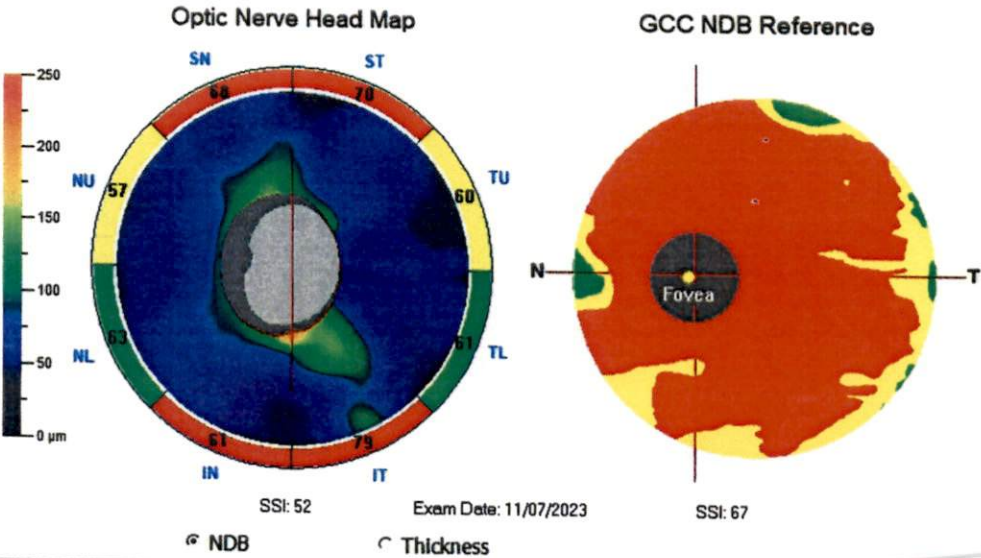 Optic Nerve Head Map
GCC NDB Reference
250
200
150
100
50
0 µm
SN
ST
68
70
NU
57
TU
60
NL
63
TL
61
IN
61
IT
79
N
T
Fovea
SSI: 52
Exam Date: 11/07/2023
SSI: 67
NDB
Thickness